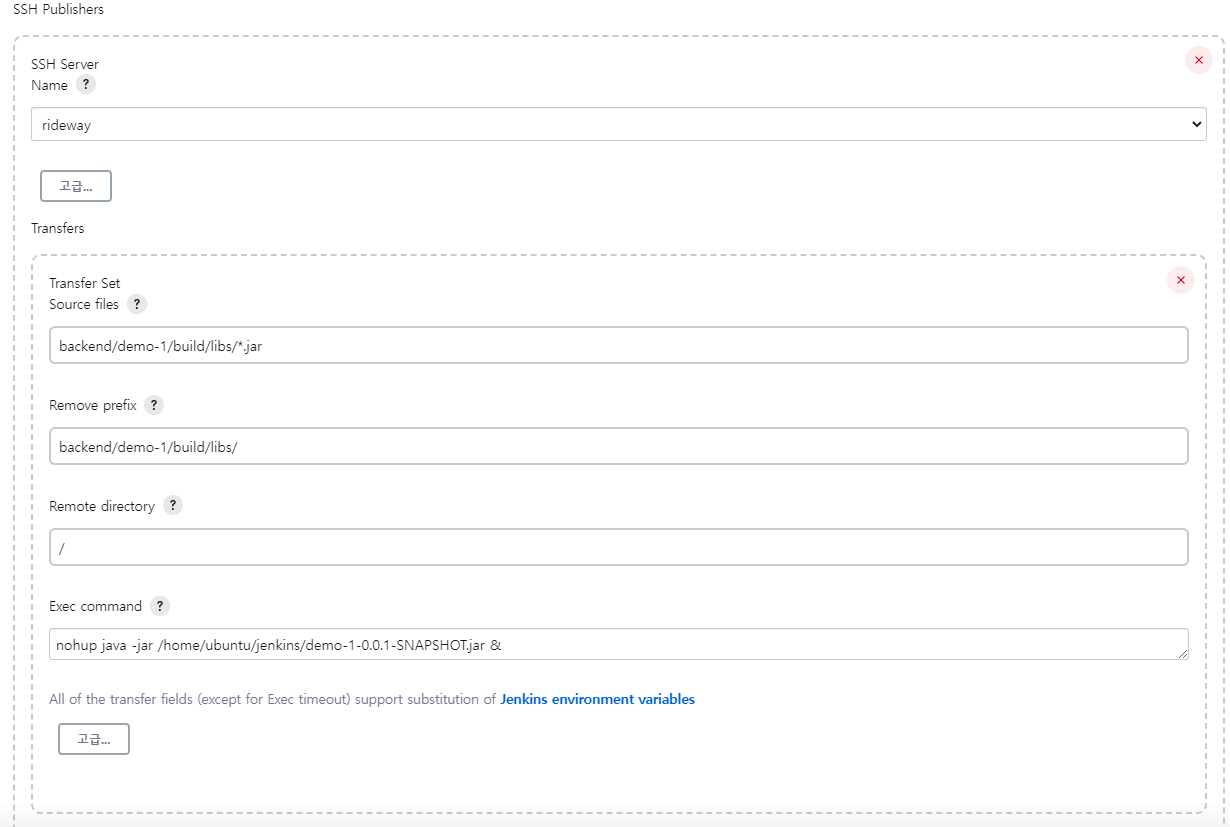 SSH Publishers
SSH Server
Name ?
rideway
고급...
Transfers
Transfer Set
Source files ?
backend/demo-1/build/libs/*.jar
Remove prefix ?
backend/demo-1/build/libs/
Remote directory ?
/
Exec command ?
nohup java -jar /home/ubuntu/jenkins/demo-1-0.0.1-SNAPSHOT.jar &
All of the transfer fields (except for Exec timeout) support substitution of Jenkins environment variables
고급...